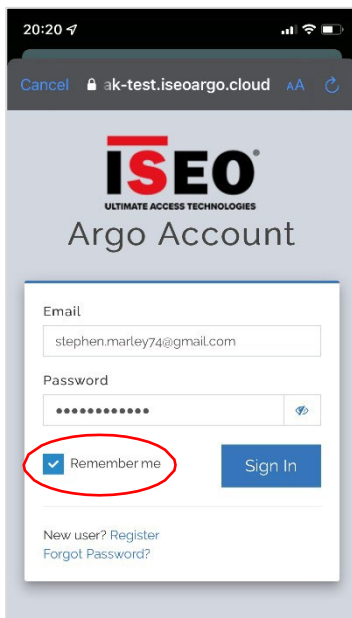 20:20
Cancel ak-test.iseoargo.cloud AA
ISEO
ULTIMATE ACCESS TECHNOLOGIES
Argo Account
Email
stephen.marley74@gmail.com
Password
••••••••••••
Remember me
Sign In
New user? Register
Forgot Password?